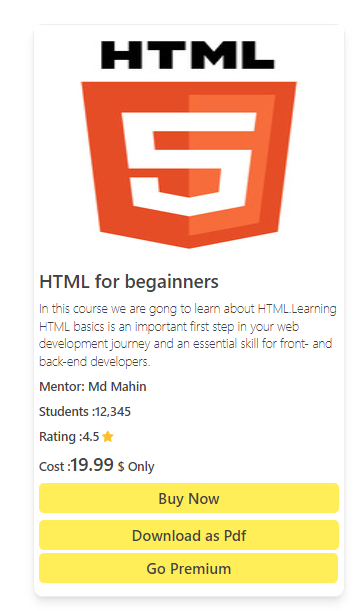 HTML
5
HTML for begainners
In this course we are gong to learn about HTML.Learning
HTML basics is an important first step in your web
development journey and an essential skill for front- and
back-end developers.
Mentor: Md Mahin
Students :12,345
Rating :4.5
Cost :19.99 $ Only
Buy Now
Download as Pdf
Go Premium